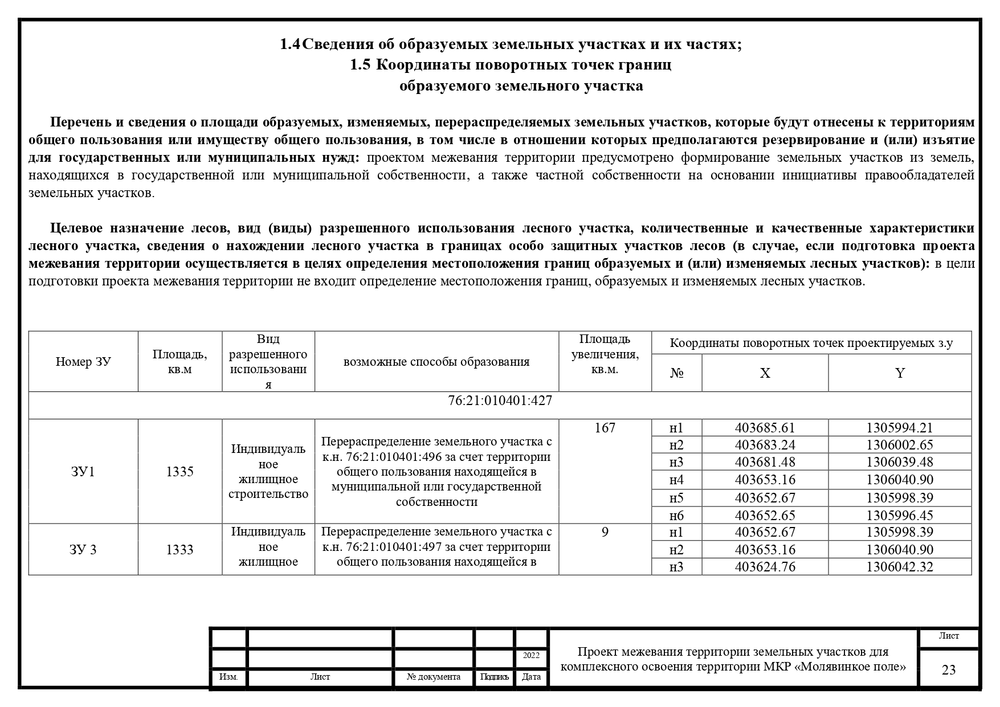 1.4 Сведения об образуемых земельных участках и их частях;
1.5 Координаты поворотных точек границ
образуемого земельного участка
Перечень и сведения о площади образуемых, изменяемых, перераспределяемых земельных участков, которые будут отнесены к территориям
общего пользования или имуществу общего пользования, в том числе в отношении которых предполагаются резервирование и (или) изъятие
для государственных или муниципальных нужд: проектом межевания территории предусмотрено формирование земельных участков из земель,
находящихся в государственной или муниципальной собственности, а также частной собственности на основании инициативы правообладателей
земельных участков.
Целевое назначение лесов, вид (виды) разрешенного использования лесного участка, количественные и качественные характеристики
лесного участка, сведения о нахождении лесного участка в границах особо защитных участков лесов (в случае, если подготовка проекта
межевания территории осуществляется в целях определения местоположения границ образуемых и (или) изменяемых лесных участков): в цели
подготовки проекта межевания территории не входит определение местоположения границ, образуемых и изменяемых лесных участков.
Номер ЗУ
Площадь,
кв.м
Вид
разрешенного
использовани
я
возможные способы образования
Площадь
увеличения,
кв.м.
Координаты поворотных точек проектируемых з.у
№ X Y
76:21:010401:427
ЗУ1
1335
Индивидуаль
ное
жилищное
строительство
Перераспределение земельного участка с
к.н. 76:21:010401:496 за счет территории
общего пользования находящейся в
муниципальной или государственной
собственности
167
н1 403685.61 1305994.21
н2 403683.24 1306002.65
н3 403681.48 1306039.48
н4 403653.16 1306040.90
н5 403652.67 1305998.39
н6 403652.65 1305996.45
ЗУ 3
1333
Индивидуаль
ное
жилищное
Перераспределение земельного участка с
к.н. 76:21:010401:497 за счет территории
общего пользования находящейся в
9
н1 403652.67 1305998.39
н2 403653.16 1306040.90
н3 403624.76 1306042.32
2022
Изм. Лист № документа Подпись Дата
Проект межевания территории земельных участков для
комплексного освоения территории МКР «Молявинкое поле»
Лист
23